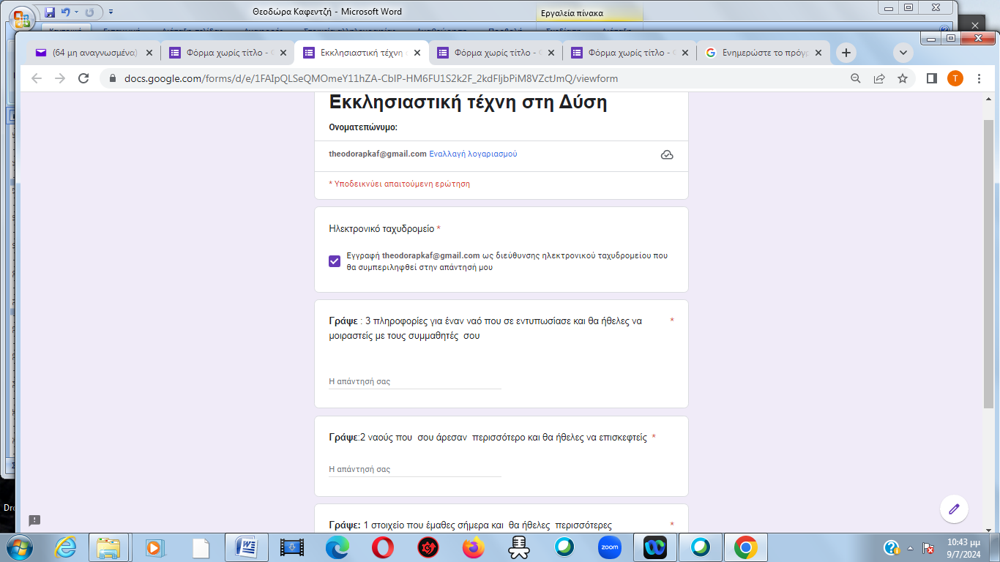 Θεοδώρα Καφεντζή - Microsoft Word
Εργαλεία πίνακα
(64 μη αναγνωσμένα)
Φόρμα χωρίς τίτλο -
Εκκλησιαστική τέχνη
Φόρμα χωρίς τίτλο -
Φόρμα χωρίς τίτλο -
Ενημερώστε το πρόγρ
docs.google.com/forms/d/e/1FAIpQLSeQMOmeY11hZA-CblP-HM6FU1S2k2F_2kdFIjbPiM8VZctJmQ/viewform
T
Εκκλησιαστική τέχνη στη Δύση
Ονοματεπώνυμο:
theodorapkaf@gmail.com Εναλλαγή λογαριασμού
* Υποδεικνύει απαιτούμενη ερώτηση
Ηλεκτρονικό ταχυδρομείο *
Εγγραφή theodorapkaf@gmail.com ως διεύθυνσης ηλεκτρονικού ταχυδρομείου που
θα συμπεριληφθεί στην απάντησή μου
Γράψε : 3 πληροφορίες για έναν ναό που σε εντυπωσίασε και θα ήθελες να *
μοιραστείς με τους συμμαθητές σου
Η απάντησή σας
Γράψε:2 ναούς που σου άρεσαν περισσότερο και θα ήθελες να επισκεφτείς *
Η απάντησή σας
Γράψε: 1 στοιχείο που έμαθες σήμερα και θα ήθελες περισσότερες *
Dro
zoom
10:43 μμ
9/7/2024